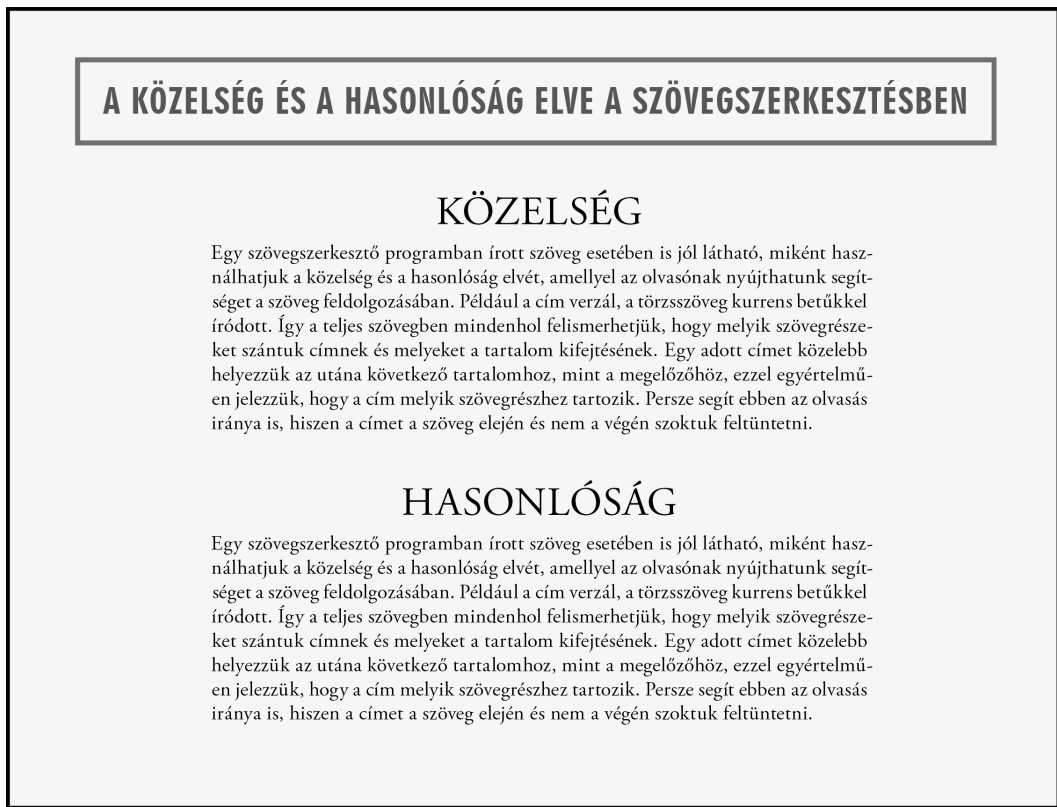 A KÖZELSÉG ÉS A HASONLÓSÁG ELVE A SZÖVEGSZERKESZTÉSBEN
KÖZELSÉG
Egy szövegszerkesztő programban írott szöveg esetében is jól látható, miként hasz-
nálhatjuk a közelség és a hasonlóság elvét, amellyel az olvasónak nyújthatunk segít-
séget a szöveg feldolgozásában. Például a cím verzál, a törzsszöveg kurrens betűkkel
íródott. Így a teljes szövegben mindenhol felismerhetjük, hogy melyik szövegrésze-
ket szántuk címnek és melyeket a tartalom kifejtésének. Egy adott címet közelebb
helyezzük az utána következő tartalomhoz, mint a megelőzőhöz, ezzel egyértelmű-
en jelezzük, hogy a cím melyik szövegrészhez tartozik. Persze segít ebben az olvasás
iránya is, hiszen a címet a szöveg elején és nem a végén szoktuk feltüntetni.
HASONLÓSÁG
Egy szövegszerkesztő programban írott szöveg esetében is jól látható, miként hasz-
nálhatjuk a közelség és a hasonlóság elvét, amellyel az olvasónak nyújthatunk segít-
séget a szöveg feldolgozásában. Például a cím verzál, a törzsszöveg kurrens betűkkel
íródott. Így a teljes szövegben mindenhol felismerhetjük, hogy melyik szövegrésze-
ket szántuk címnek és melyeket a tartalom kifejtésének. Egy adott címet közelebb
helyezzük az utána következő tartalomhoz, mint a megelőzőhöz, ezzel egyértelmű-
en jelezzük, hogy a cím melyik szövegrészhez tartozik. Persze segít ebben az olvasás
iránya is, hiszen a címet a szöveg elején és nem a végén szoktuk feltüntetni.